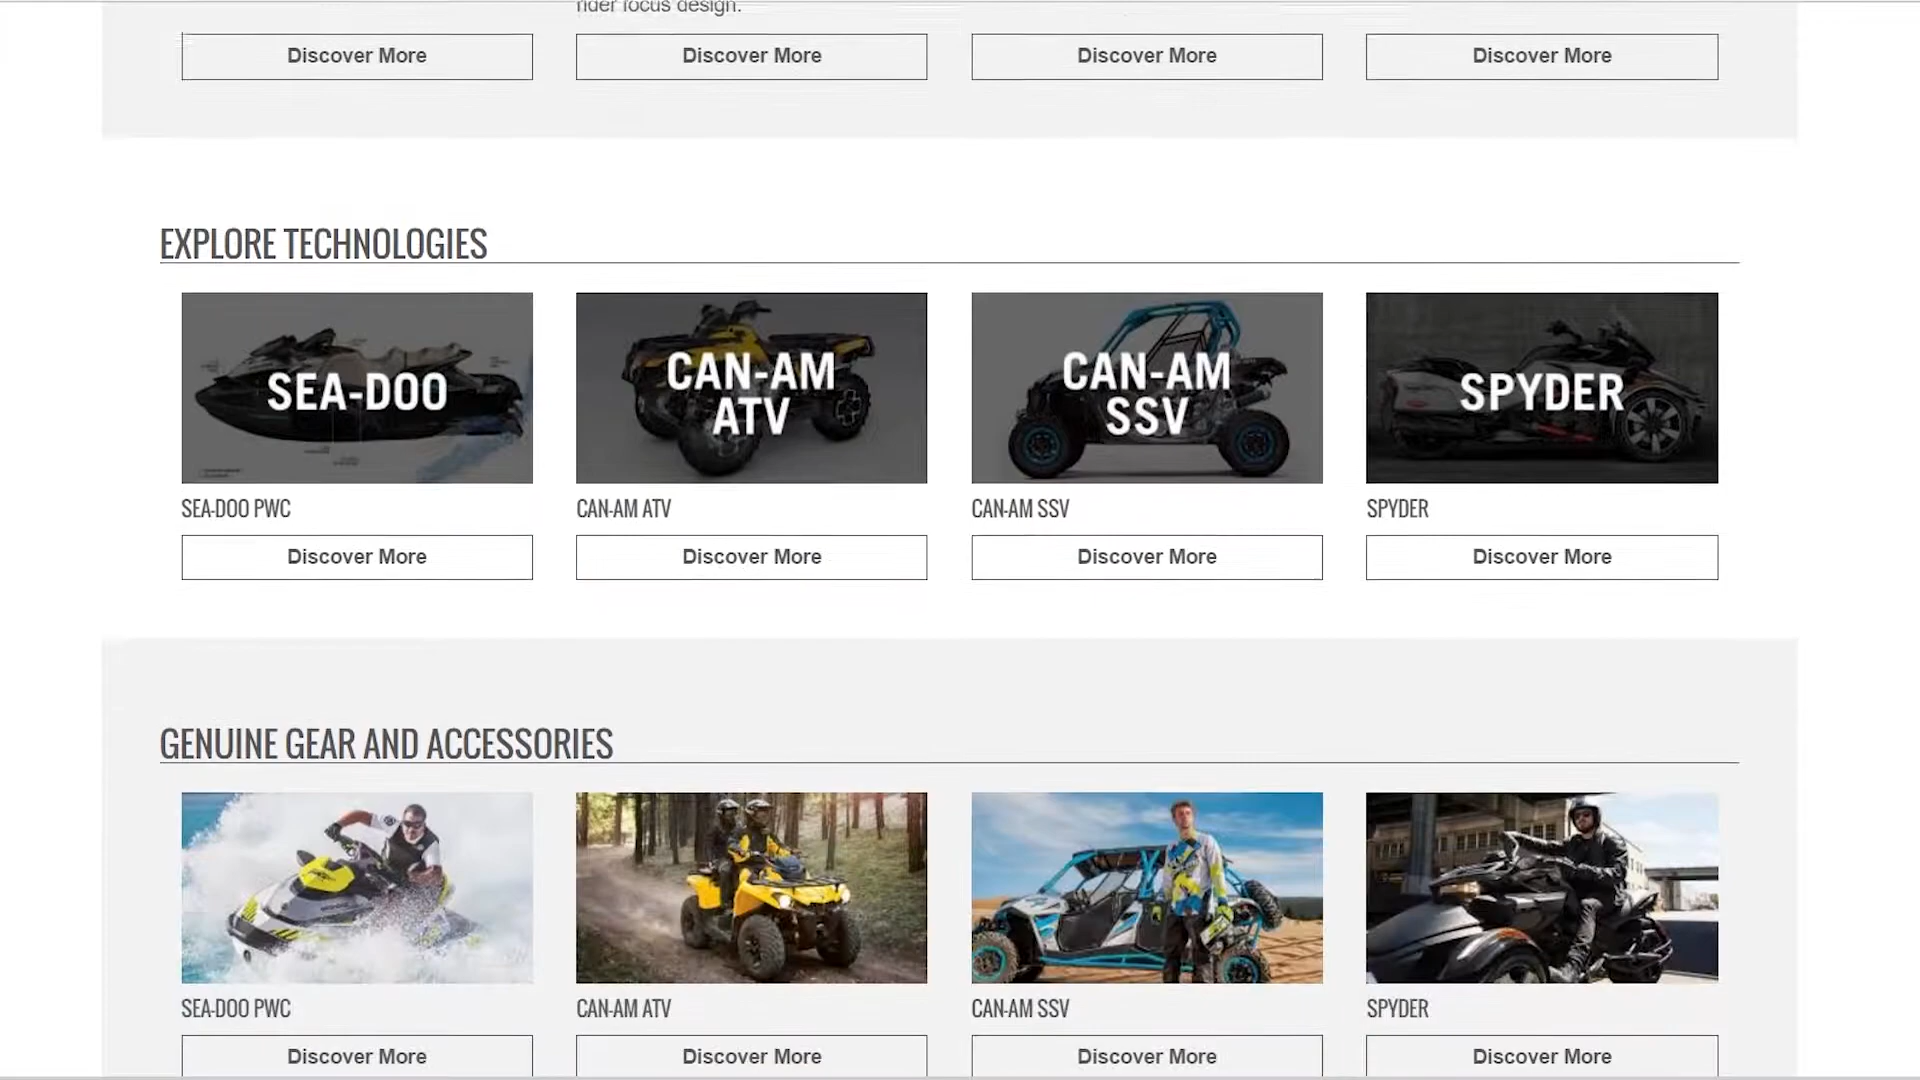 rider focus design.
Discover More
Discover More
Discover More
Discover More
EXPLORE TECHNOLOGIES
SEA-DOO
CAN-AM
ATV
CAN-AM
SSV
SPYDER
SEA-DOO PWC
CAN-AM ATV
CAN-AM SSV
SPYDER
Discover More
Discover More
Discover More
Discover More
GENUINE GEAR AND ACCESSORIES
SEA-DOO PWC
CAN-AM ATV
CAN-AM SSV
SPYDER
Discover More
Discover More
Discover More
Discover More